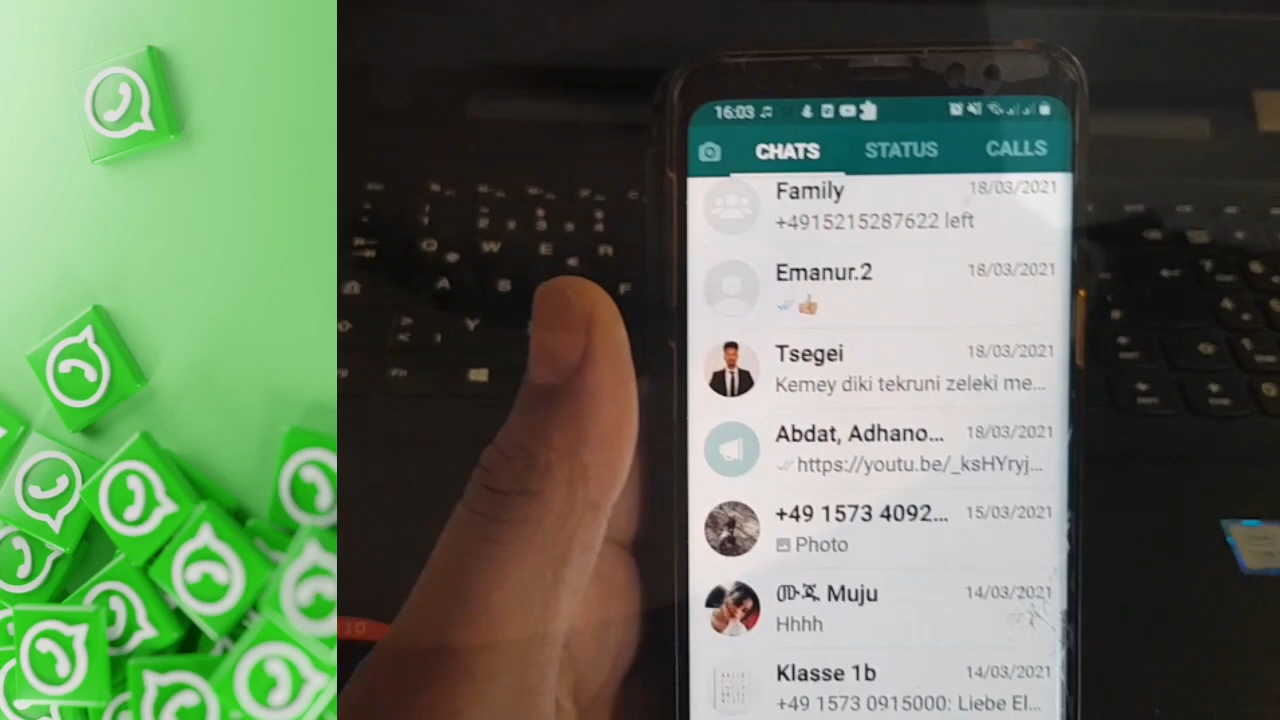 16:03
CHATS STATUS CALLS
Family 18/03/2021
+4915215287622 left
Emanur.2 18/03/2021
Tsegei 18/03/2021
Kemey diki tekruni zeleki me...
Abdat, Adhano... 18/03/2021
https://youtu.be/_ksHYryj...
+49 1573 4092... 15/03/2021
Photo
Muju 14/03/2021
Hhhh
Klasse 1b 14/03/2021
+49 1573 0915000: Liebe El...
Q W E R
A S F
Y
Fn
10